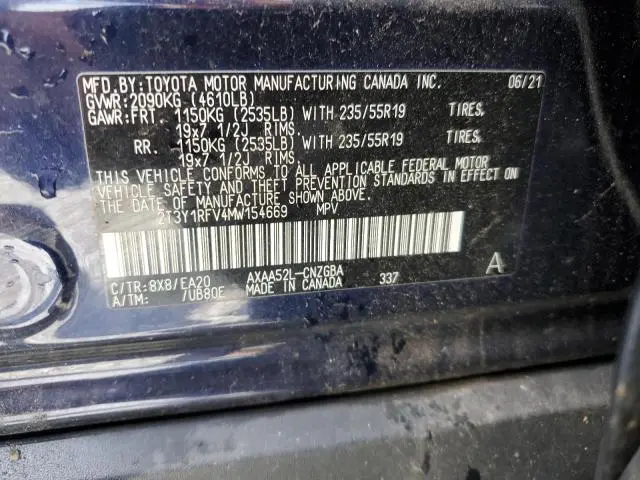 MFD.BY:TOYOTA MOTOR MANUFACTURING CANADA INC. 06/21
GVWR:2090KG (4610LB)
GAWR:FRT. 1150KG (2535LB) WITH 235/55R19 TIRES,
19x7 1/2J RIMS.
RR. 1150KG (2535LB) WITH 235/55R19 TIRES,
19x7 1/2J RIMS.
THIS VEHICLE CONFORMS TO ALL APPLICABLE FEDERAL MOTOR
VEHICLE SAFETY AND THEFT PREVENTION STANDARDS IN EFFECT ON
THE DATE OF MANUFACTURE SHOWN ABOVE.
2T3Y1RFV4MW154669 MPV
C/TR:8X8/EA20 AXAA52L-CNZGBA 337 A
A/TM: /UB80E MADE IN CANADA